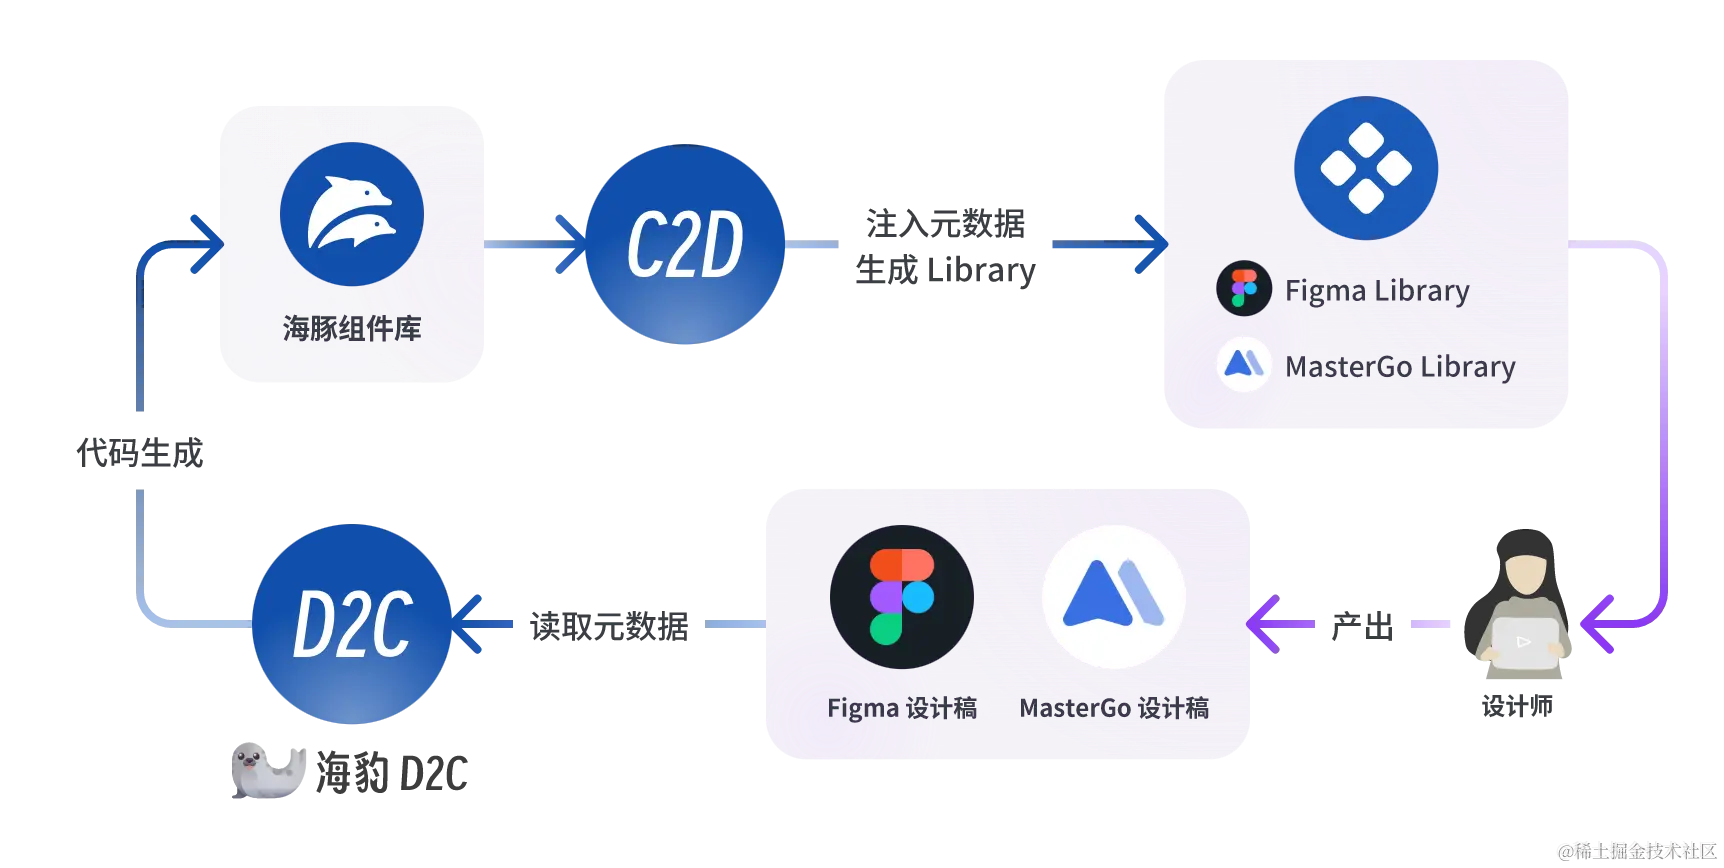 海豚组件库
C2D
注入元数据
生成 Library
Figma Library
MasterGo Library
代码生成
D2C
读取元数据
Figma 设计稿
MasterGo 设计稿
产出
设计师
海豹 D2C
@稀土掘金技术社区